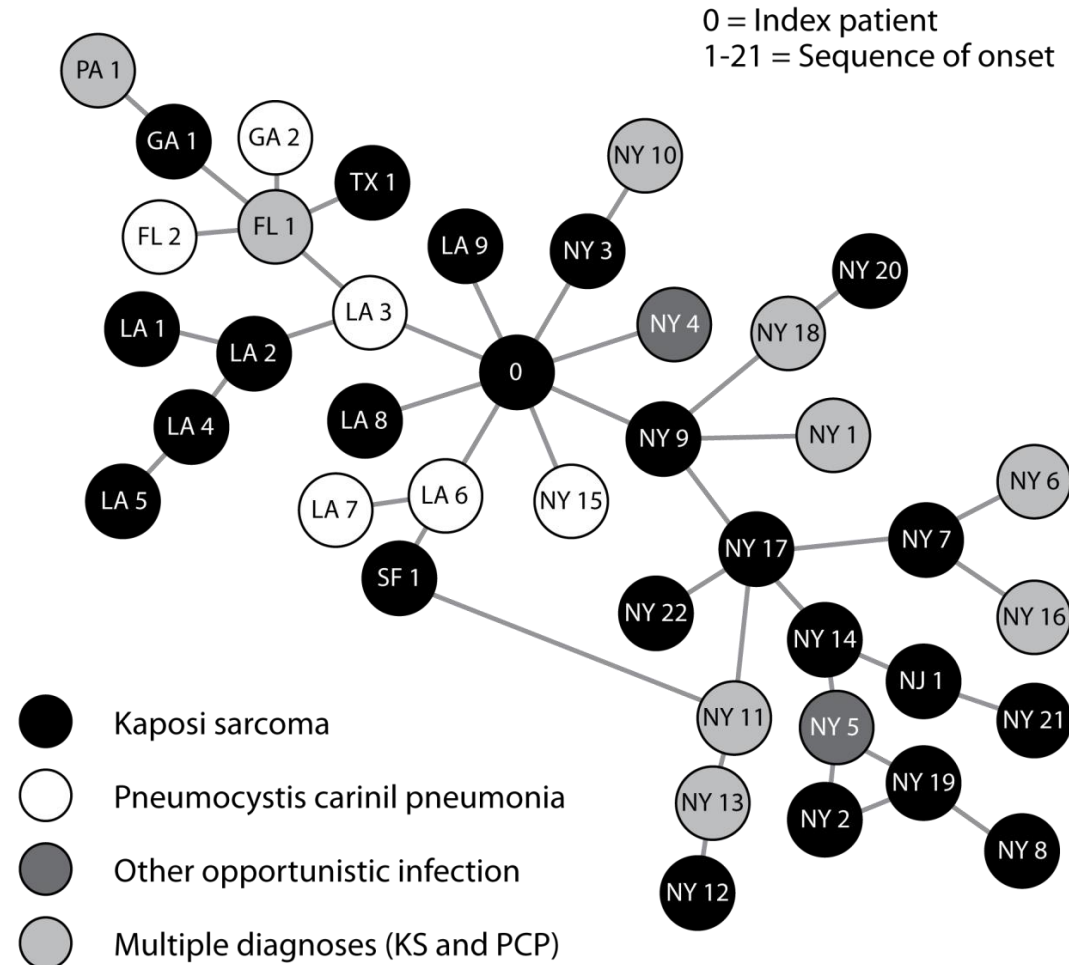 0 = Index patient
1-21 = Sequence of onset
PA 1
GA 1
GA 2
TX 1
FL 2
FL 1
NY 10
LA 9
NY 3
NY 20
LA 3
NY 4
NY 18
LA 1
LA 2
0
LA 4
LA 8
NY 9
NY 1
LA 5
LA 7
LA 6
NY 15
NY 6
NY 17
NY 7
SF 1
NY 22
NY 14
NY 16
NJ 1
NY 11
NY 5
NY 21
NY 13
NY 19
NY 2
NY 8
NY 12
Kaposi sarcoma
Pneumocystis carinil pneumonia
Other opportunistic infection
Multiple diagnoses (KS and PCP)